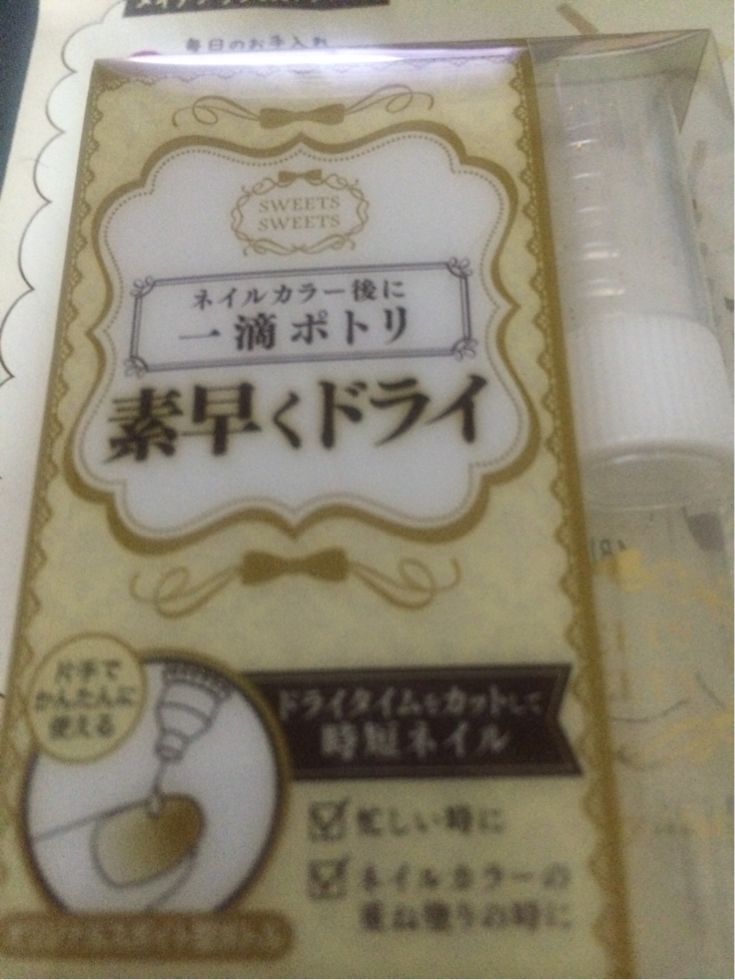 毎日のお手入れ
SWEETS
SWEETS
ネイルカラー後に
一滴ポトリ
素早くドライ
片手で
かんたんに
使える
ドライタイムをカットして
時短ネイル
忙しい時に
ネイルカラーの
重ね塗りの時に